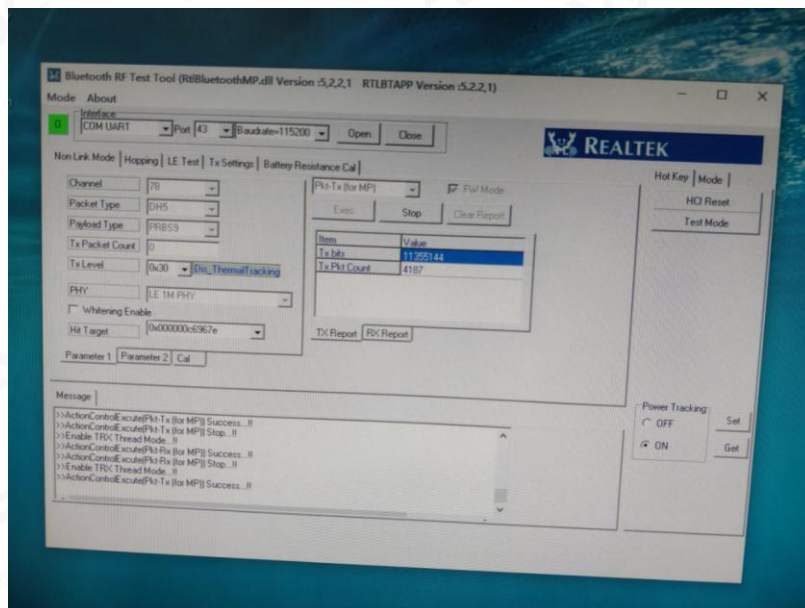 Bluetooth RF Test Tool (RtlBluetoothMP.dll Version :5,2,2,1 RTLBTAPP Version :5.2.2,1)
Mode About
Interface
0 COM UART Port 43 Baudrate=115200 Open Close
REALTEK
Non Link Mode Hopping LE Test Tx Settings Battery Resistance Cal
Hot Key Mode
Channel 78 Pkt-Tx (for MP) FW Mode
HCI Reset
Packet Type DH5 Exec Stop Clear Report
Test Mode
Payload Type PRBS9
Item Value
Tx Packet Count 0 Tx bits 11355144
Tx Level 0x30 Dis_ThermalTracking Tx Pkt Count 4187
PHY LE 1M PHY
Whitening Enable
Hit Target 0x000000c6967e
TX Report RX Report
Parameter 1 Parameter 2 Cal
Message
>>ActionControlExcute(Pkt-Tx (for MP)) Success...!!
>>ActionControlExcute(Pkt-Tx (for MP)) Stop...!!
>>Enable TRX Thread Mode...!!
>>ActionControlExcute(Pkt-Rx (for MP)) Success...!!
>>ActionControlExcute(Pkt-Rx (for MP)) Stop...!!
>>Enable TRX Thread Mode...!!
>>ActionControlExcute(Pkt-Tx (for MP)) Success...!!
Power Tracking
OFF Set
ON Get